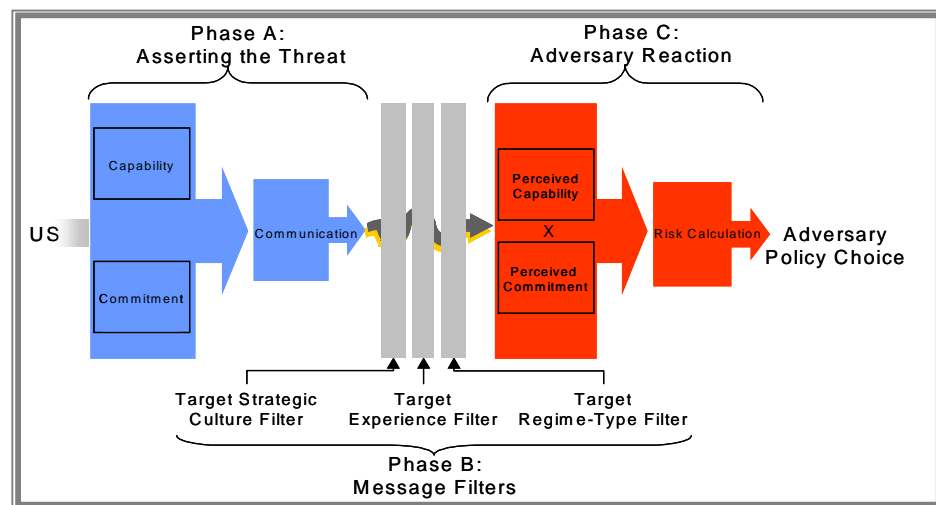 Phase A:
Asserting the Threat
Phase C:
Adversary Reaction
Capability
Commitment
US
Communication
Perceived
Capability
X
Perceived
Commitment
Risk Calculation
Adversary
Policy Choice
Target Strategic
Culture Filter
Target
Experience Filter
Target
Regime-Type Filter
Phase B:
Message Filters